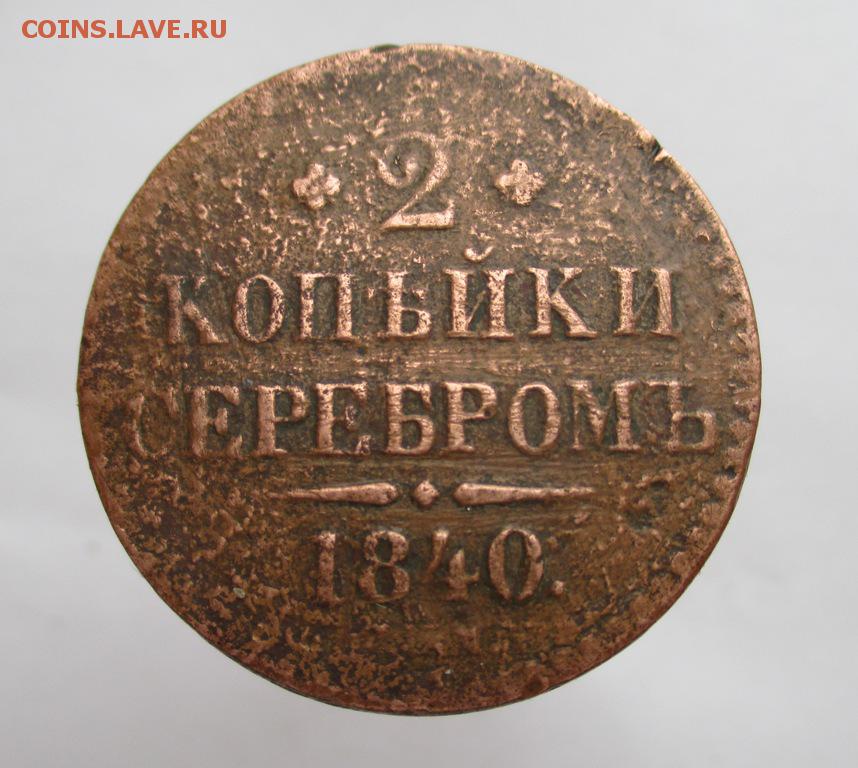 COINS.LAVE.RU
2
КОПѢЙКИ
СЕРЕБРОМЪ
1840.